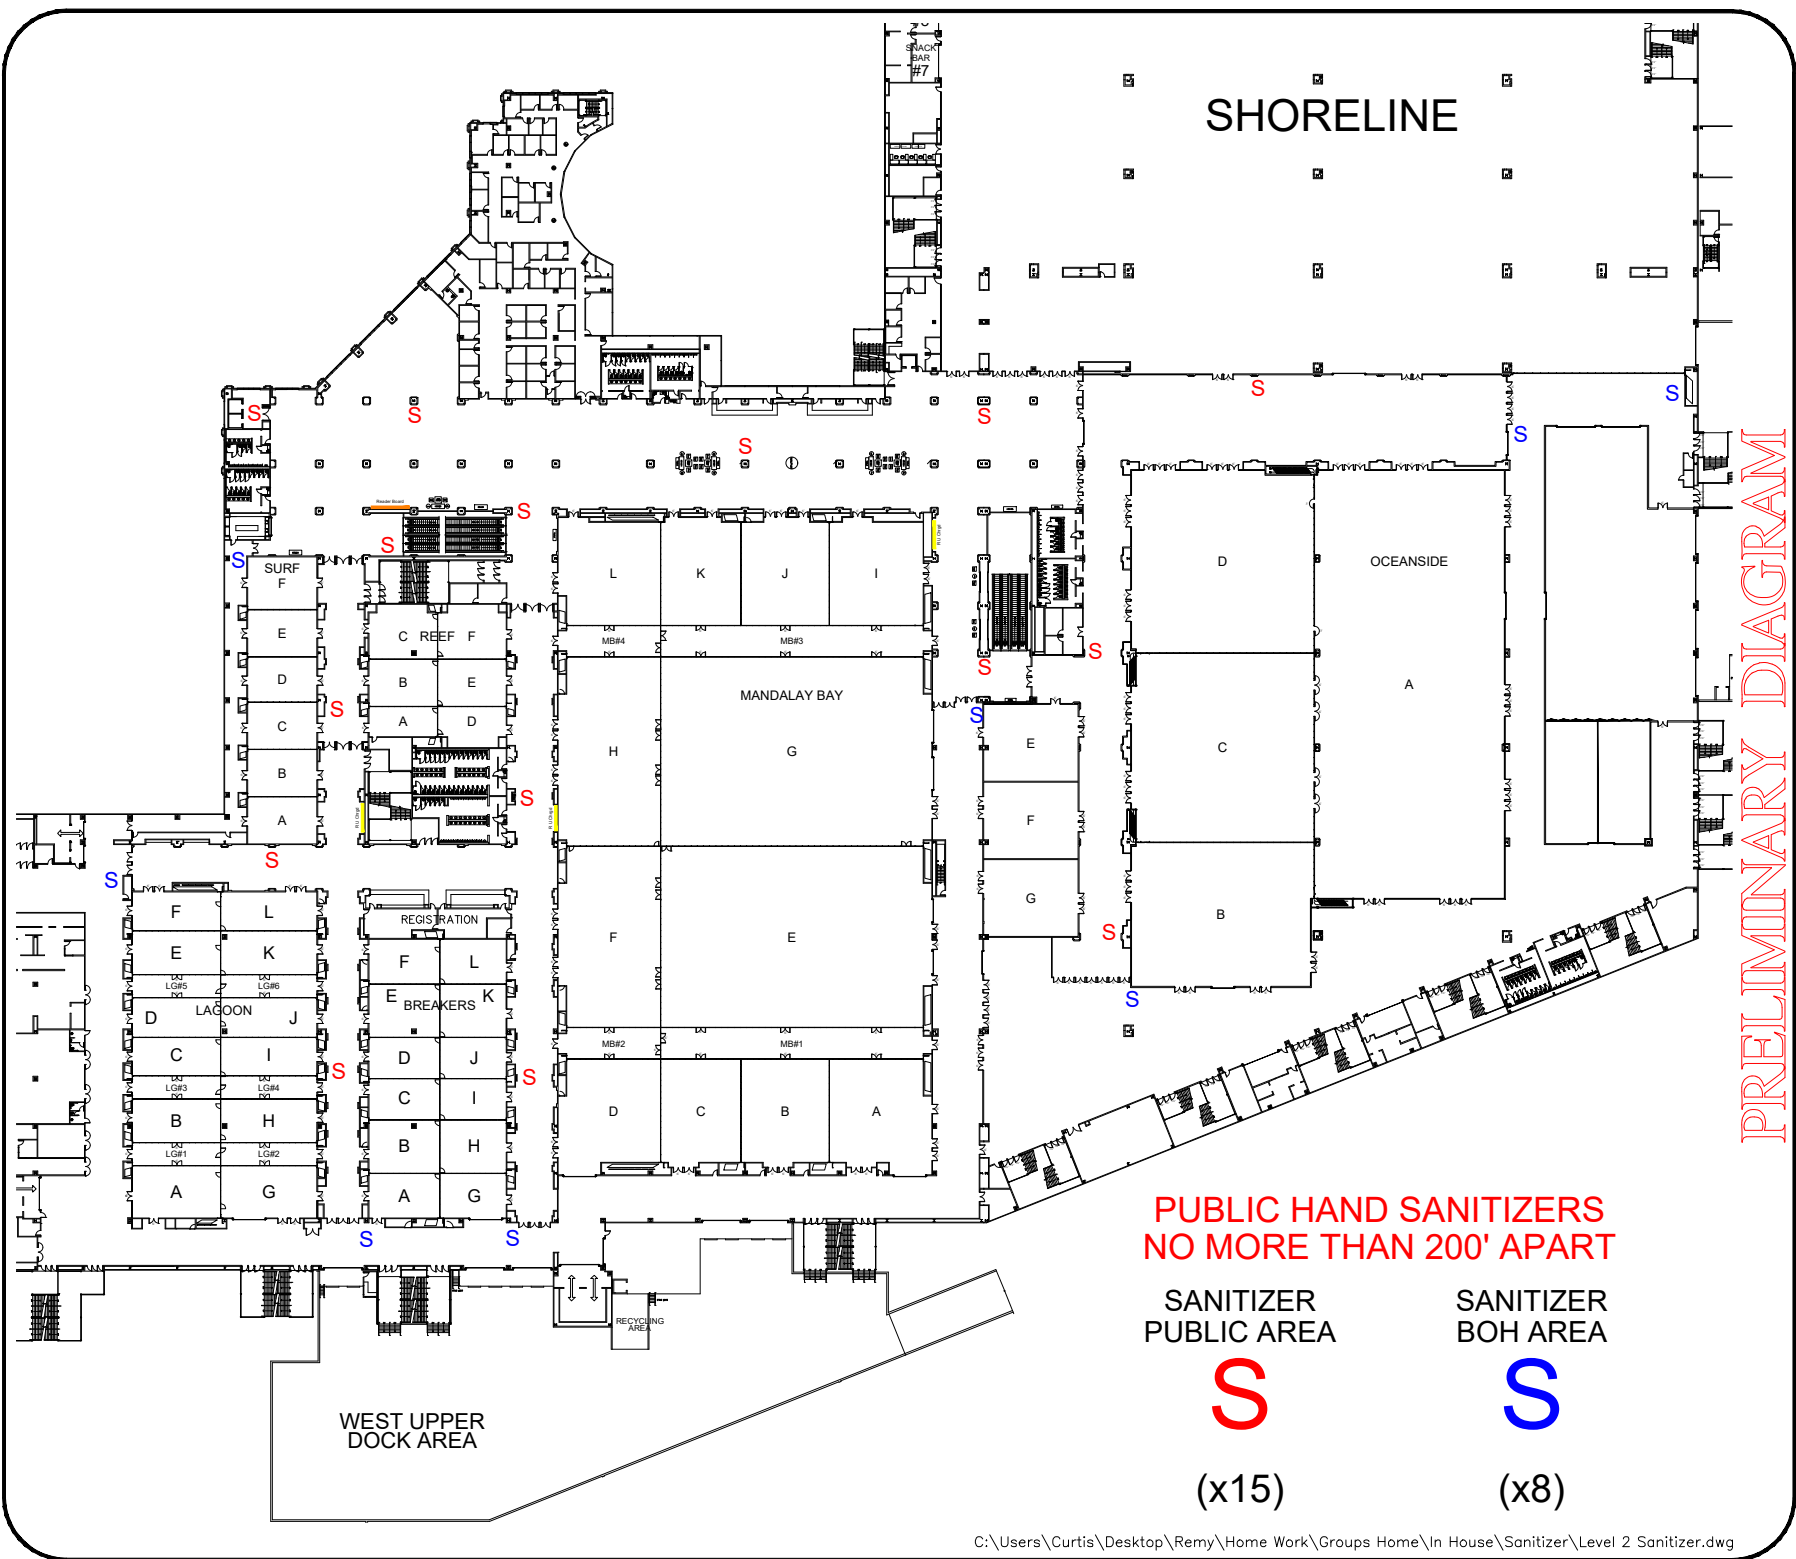 SNACK
BAR
#7
SHORELINE
S
S
S
S
S
S
S
S
S
Reader Board
S
S
SURF
F
E
D
C
B
A
C REEF F
B E
A D
S
S
L K J I
MB#4 MB#3
MANDALAY BAY
H G
F E
MB#2 MB#1
D C B A
S
S
S
E
F
G
S
S
D
C
B
OCEANSIDE
A
S
S
F L
E K
LG#5 LG#6
LAGOON
D J
C I
LG#3 LG#4
B H
LG#1 LG#2
A G
S
REGISTRATION
F L
E K
BREAKERS
D J
C I
B H
A G
S
S
S
RECYCLING
AREA
WEST UPPER
DOCK AREA
PRELIMINARY DIAGRAM
PUBLIC HAND SANITIZERS
NO MORE THAN 200' APART
SANITIZER
PUBLIC AREA
S
(x15)
SANITIZER
BOH AREA
S
(x8)
C:\Users\Curtis\Desktop\Remy\Home Work\Groups Home\In House\Sanitizer\Level 2 Sanitizer.dwg